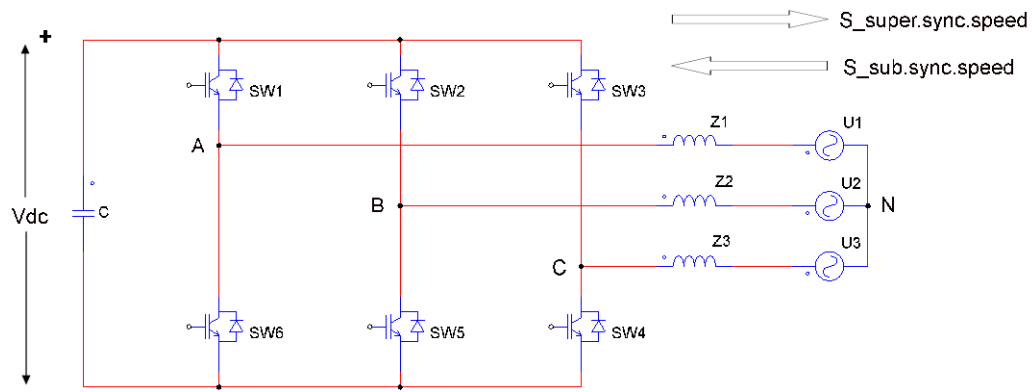 S_super.sync.speed
+
S_sub.sync.speed
SW1
SW2
SW3
Z1
U1
A
Z2
U2
B
N
Vdc
C
Z3
U3
C
SW6
SW5
SW4